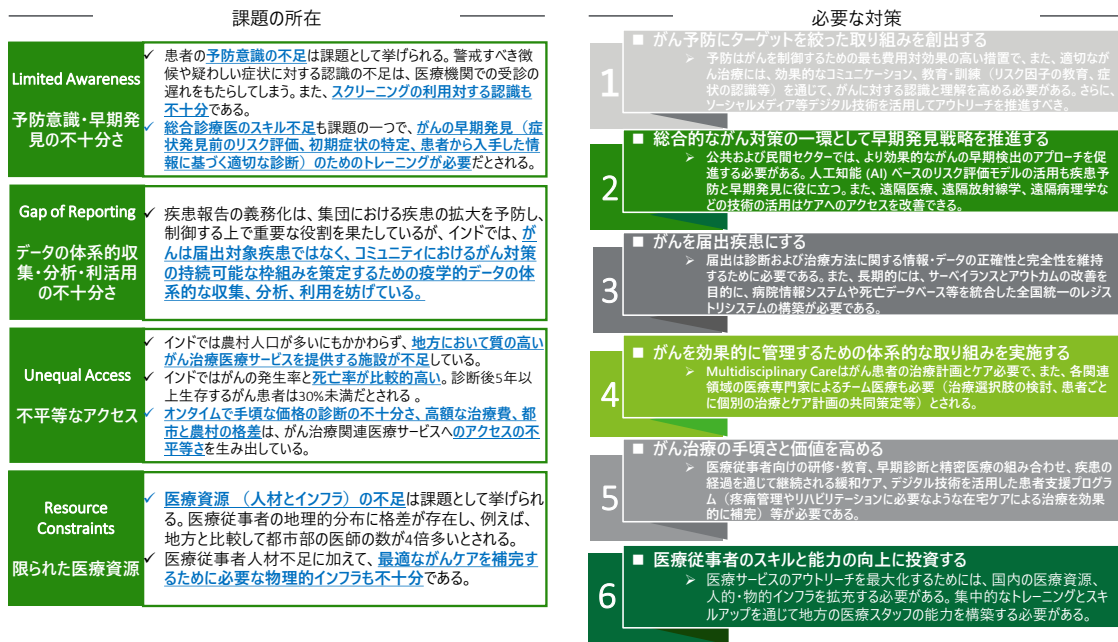 課題の所在
Limited Awareness
予防意識・早期発
見の不十分さ
✓ 患者の予防意識の不足は課題として挙げられる。警戒すべき徴
候や疑わしい症状に対する認識の不足は、医療機関での受診の
遅れをもたらしてしまう。また、スクリーニングの利用対する認識も
不十分である。
✓ 総合診療医のスキル不足も課題の一つで、がんの早期発見（症
状発見前のリスク評価、初期症状の特定、患者から入手した情
報に基づく適切な診断）のためのトレーニングが必要だとされる。
Gap of Reporting
データの体系的収
集・分析・利活用
の不十分さ
✓ 疾患報告の義務化は、集団における疾患の拡大を予防し、
制御する上で重要な役割を果たしているが、インドでは、が
んは届出対象疾患ではなく、コミュニティにおけるがん対策
の持続可能な枠組みを策定するための疫学的データの体
系的な収集、分析、利用を妨げている。
Unequal Access
不平等なアクセス
✓ インドでは農村人口が多いにもかかわらず、地方において質の高い
がん治療医療サービスを提供する施設が不足している。
✓ インドではがんの発生率と死亡率が比較的高い。診断後5年以
上生存するがん患者は30%未満だとされる 。
✓ オンタイムで手頃な価格の診断の不十分さ、高額な治療費、都
市と農村の格差は、がん治療関連医療サービスへのアクセスの不
平等さを生み出している。
Resource
Constraints
限られた医療資源
✓ 医療資源 （人材とインフラ）の不足は課題として挙げられ
る。医療従事者の地理的分布に格差が存在し、例えば、
地方と比較して都市部の医師の数が4倍多いとされる。
✓ 医療従事者人材不足に加えて、最適ながんケアを補完す
るために必要な物理的インフラも不十分である。
必要な対策
1
■ がん予防にターゲットを絞った取り組みを創出する
➢ 予防はがんを制御するための最も費用対効果の高い措置で、また、適切なが
ん治療には、効果的なコミュニケーション、教育・訓練（リスク因子の教育、症
状の認識等）を通じて、がんに対する認識と理解を高める必要がある。さらに、
ソーシャルメディア等デジタル技術を活用してアウトリーチを推進すべき。
2
■ 総合的ながん対策の一環として早期発見戦略を推進する
➢ 公共および民間セクターでは、より効果的ながんの早期検出のアプローチを促
進する必要がある。人工知能 (AI) ベースのリスク評価モデルの活用も疾患予
防と早期発見に役に立つ。また、遠隔医療、遠隔放射線学、遠隔病理学な
どの技術の活用はケアへのアクセスを改善できる。
3
■ がんを届出疾患にする
➢ 届出は診断および治療方法に関する情報・データの正確性と完全性を維持
するために必要である。また、長期的には、サーベイランスとアウトカムの改善を
目的に、病院情報システムや死亡データベース等を統合した全国統一のレジス
トリシステムの構築が必要である。
4
■ がんを効果的に管理するための体系的な取り組みを実施する
➢ Multidisciplinary Careはがん患者の治療計画とケア必要で、また、各関連
領域の医療専門家によるチーム医療も必要（治療選択肢の検討、患者ごと
に個別の治療とケア計画の共同策定等）とされる。
5
■ がん治療の手頃さと価値を高める
➢ 医療従事者向けの研修・教育、早期診断と精密医療の組み合わせ、疾患の
経過を通じて継続される緩和ケア、デジタル技術を活用した患者支援プログラ
ム（疼痛管理やリハビリテーションに必要なような在宅ケアによる治療を効果
的に補完）等が必要である。
6
■ 医療従事者のスキルと能力の向上に投資する
➢ 医療サービスのアウトリーチを最大化するためには、国内の医療資源、
人的・物的インフラを拡充する必要がある。集中的なトレーニングとスキ
ルアップを通じて地方の医療スタッフの能力を構築する必要がある。